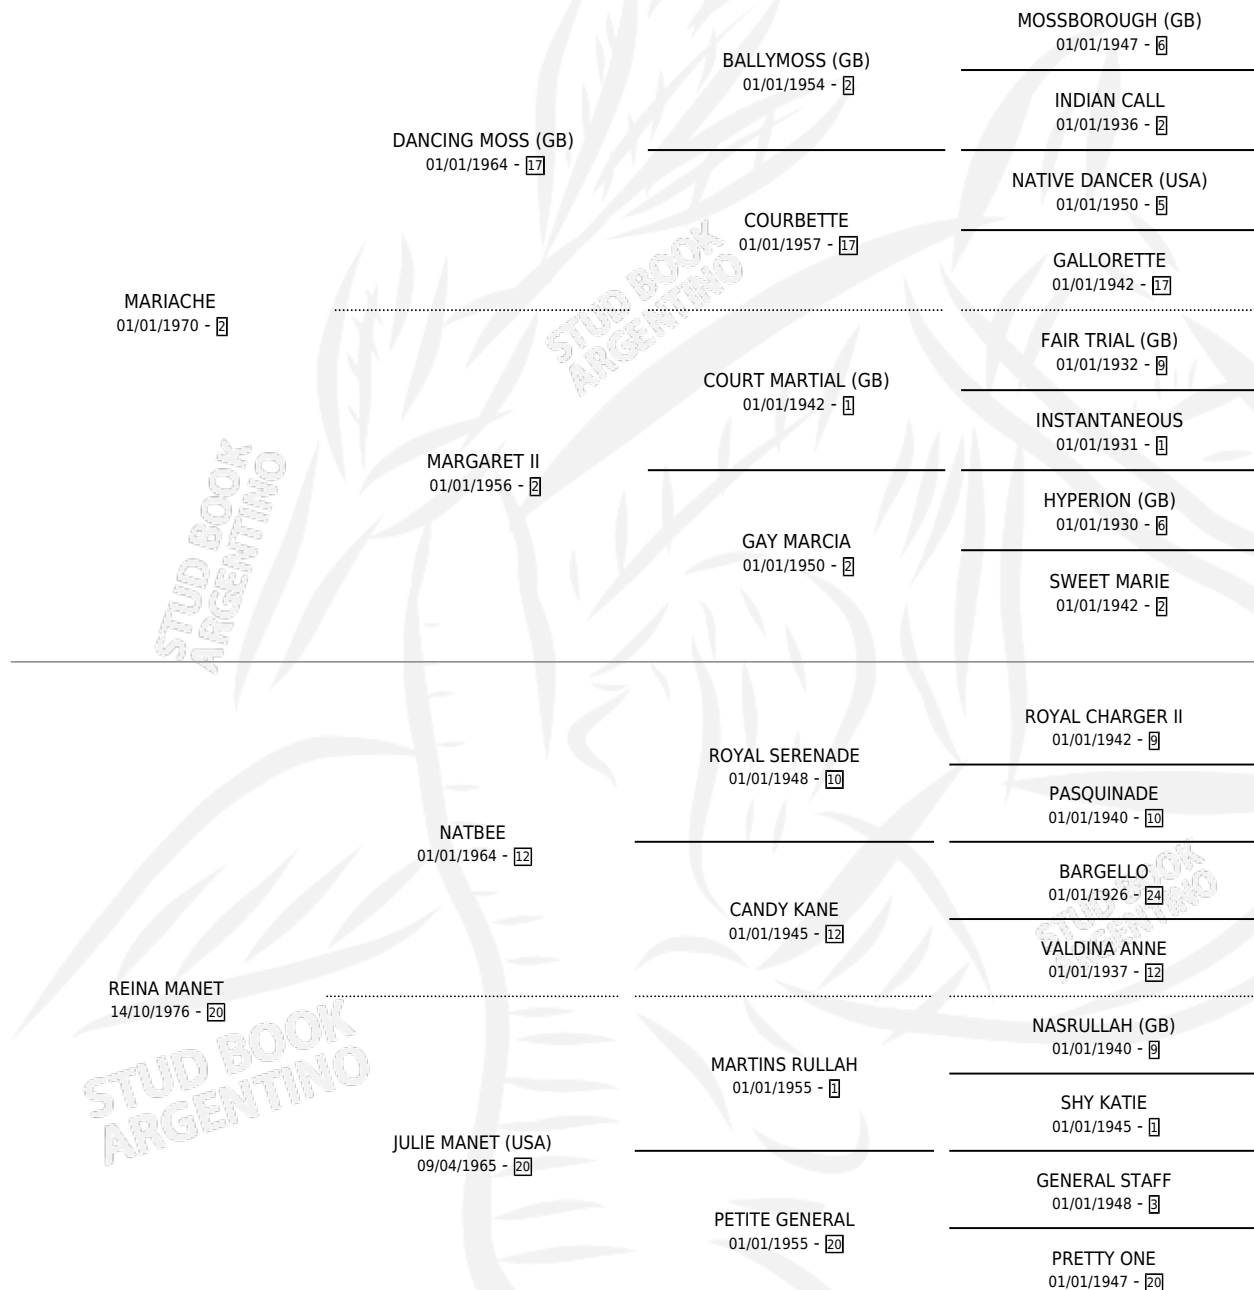 MOSSBOROUGH (GB)
01/01/1947 - 6
BALLYMOSS (GB)
01/01/1954 - 2
INDIAN CALL
01/01/1936 - 2
DANCING MOSS (GB)
01/01/1964 - 17
NATIVE DANCER (USA)
01/01/1950 - 5
COURBETTE
01/01/1957 - 17
GALLORETTE
01/01/1942 - 17
MARIACHE
01/01/1970 - 2
STUD BOOK
ARGENTINO
FAIR TRIAL (GB)
01/01/1932 - 9
COURT MARTIAL (GB)
01/01/1942 - 1
INSTANTANEOUS
01/01/1931 - 1
MARGARET II
01/01/1956 - 2
HYPERION (GB)
01/01/1930 - 6
GAY MARCIA
01/01/1950 - 2
SWEET MARIE
01/01/1942 - 2
STUD BOOK
ARGENTINO
ROYAL CHARGER II
01/01/1942 - 9
ROYAL SERENADE
01/01/1948 - 10
PASQUINADE
01/01/1940 - 10
NATBEE
01/01/1964 - 12
BARGELLO
01/01/1926 - 24
CANDY KANE
01/01/1945 - 12
VALDINA ANNE
01/01/1937 - 12
STUD BOOK
ARGENTINO
REINA MANET
14/10/1976 - 20
NASRULLAH (GB)
01/01/1940 - 9
MARTINS RULLAH
01/01/1955 - 1
SHY KATIE
01/01/1945 - 1
STUD BOOK
ARGENTINO
JULIE MANET (USA)
09/04/1965 - 20
GENERAL STAFF
01/01/1948 - 3
PETITE GENERAL
01/01/1955 - 20
PRETTY ONE
01/01/1947 - 20